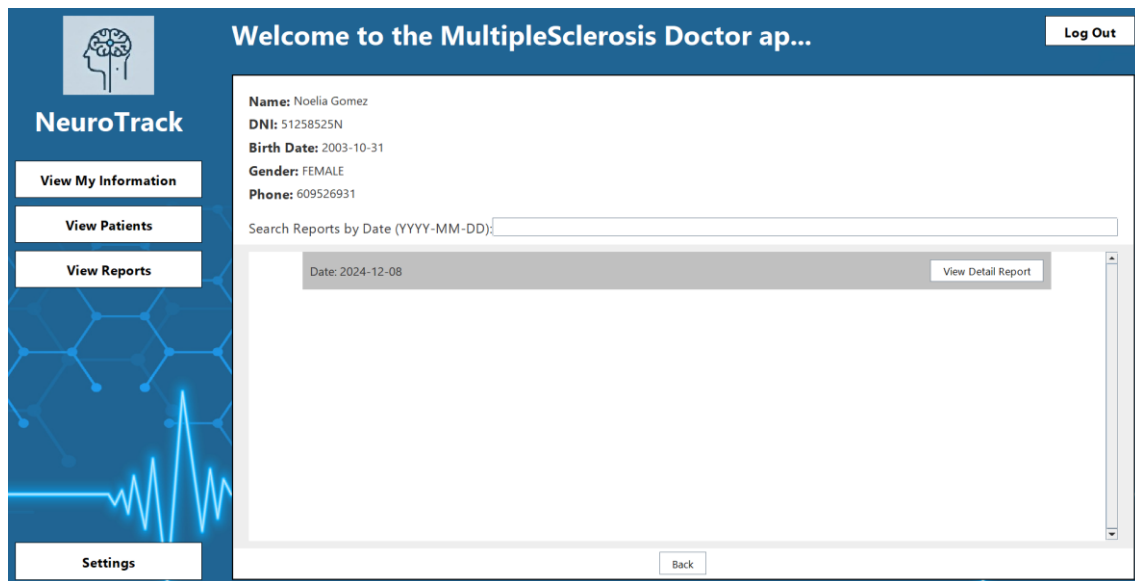 Welcome to the MultipleSclerosis Doctor ap...
Log Out
NeuroTrack
View My Information
View Patients
View Reports
Settings
Name: Noelia Gomez
DNI: 51258525N
Birth Date: 2003-10-31
Gender: FEMALE
Phone: 609526931
Search Reports by Date (YYYY-MM-DD):
Date: 2024-12-08
View Detail Report
Back